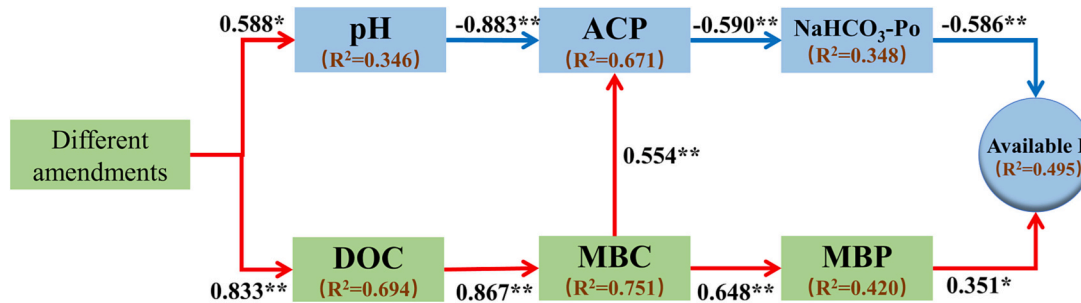 0.588*
pH
(R²=0.346)
-0.883**
ACP
(R²=0.671)
-0.590**
NaHCO₃-Po
(R²=0.348)
-0.586**
Different
amendments
0.554**
Available
(R²=0.495)
DOC
(R²=0.694)
MBC
(R²=0.751)
MBP
(R²=0.420)
0.833**
0.867**
0.648**
0.351*